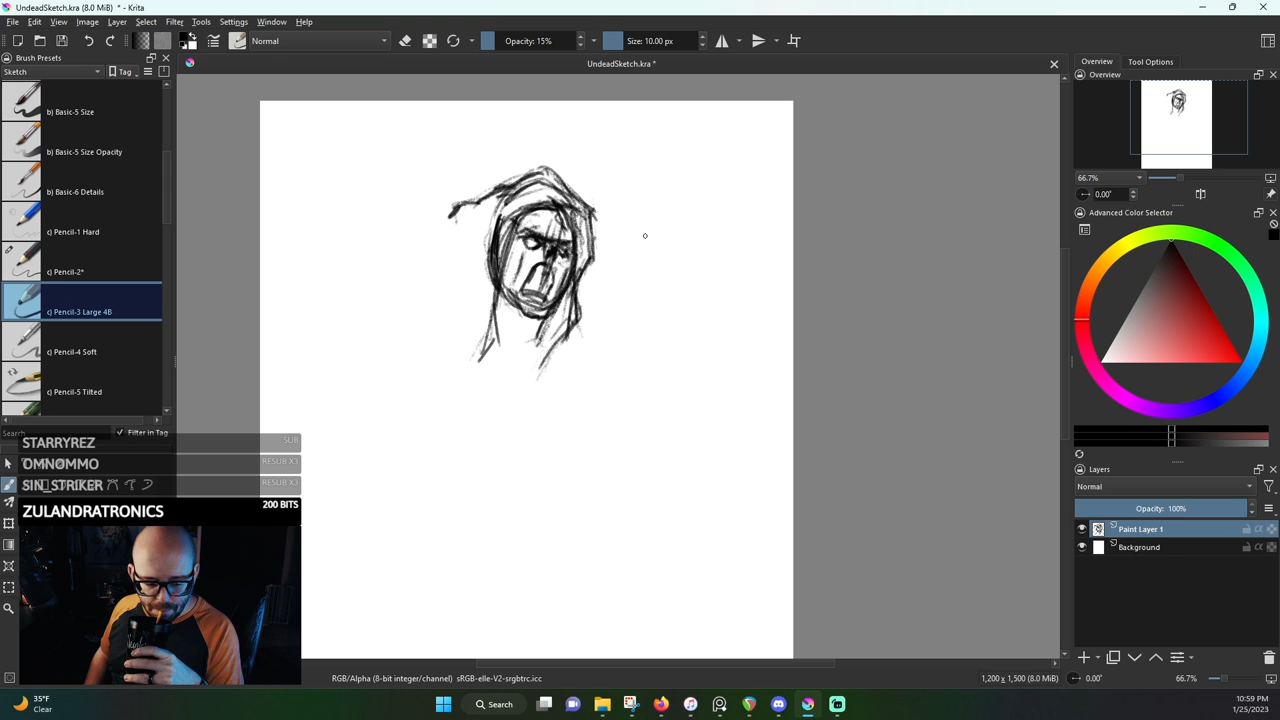 UndeadSketch.kra (8.0 MiB)  * - Krita
File Edit View Image Layer Select Filter Tools Settings Window Help
Normal
Opacity: 15%
Size: 10.00 px
Brush Presets
Sketch
Tag
b) Basic-5 Size
b) Basic-5 Size Opacity
b) Basic-6 Details
c) Pencil-1 Hard
c) Pencil-2*
c) Pencil-3 Large 4B
c) Pencil-4 Soft
c) Pencil-5 Tilted
Search
Filter in Tag
UndeadSketch.kra *
Overview
Tool Options
Overview
66.7%
0.00°
Advanced Color Selector
Layers
Normal
Opacity: 100%
Paint Layer 1
Background
STARRYREZ
SUB
OMNOMMO
RESUB X3
SIN_STRIKER
RESUB X3
ZULANDRATRONICS
200 BITS
RGB/Alpha (8-bit integer/channel) sRGB-elle-V2-srgbtrc.icc
1,200 x 1,500 (8.0 MiB)
0.00°
66.7%
35°F
Clear
Search
10:59 PM
1/25/2023